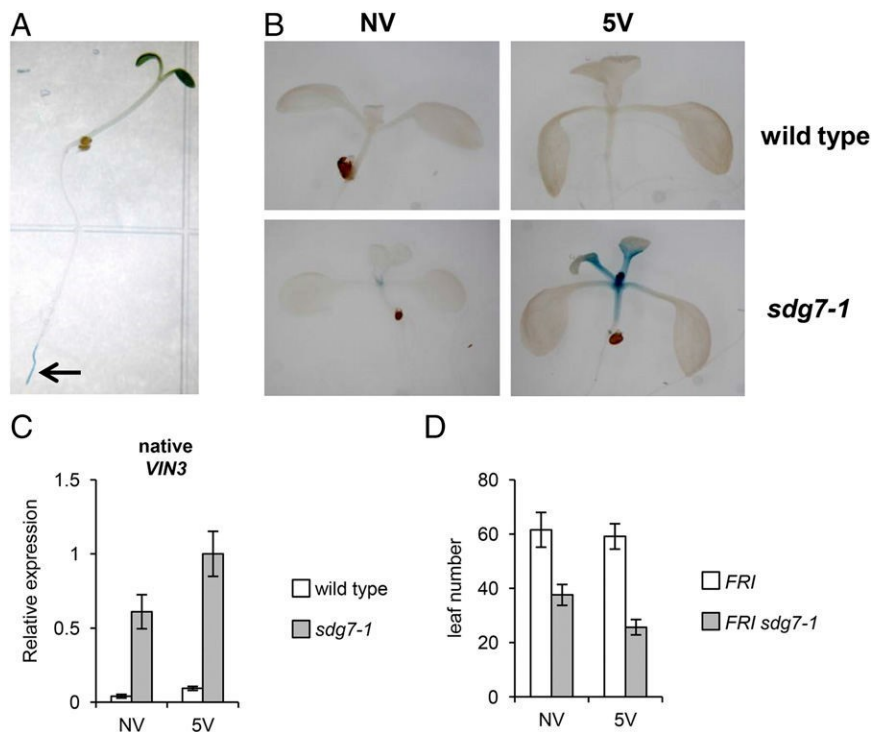 A
B
NV
5V
wild type
sdg7-1
C
native
VIN3
Relative expression
1.5
1
0.5
0
NV
5V
wild type
sdg7-1
D
leaf number
80
60
40
20
0
NV
5V
FRI
FRI sdg7-1